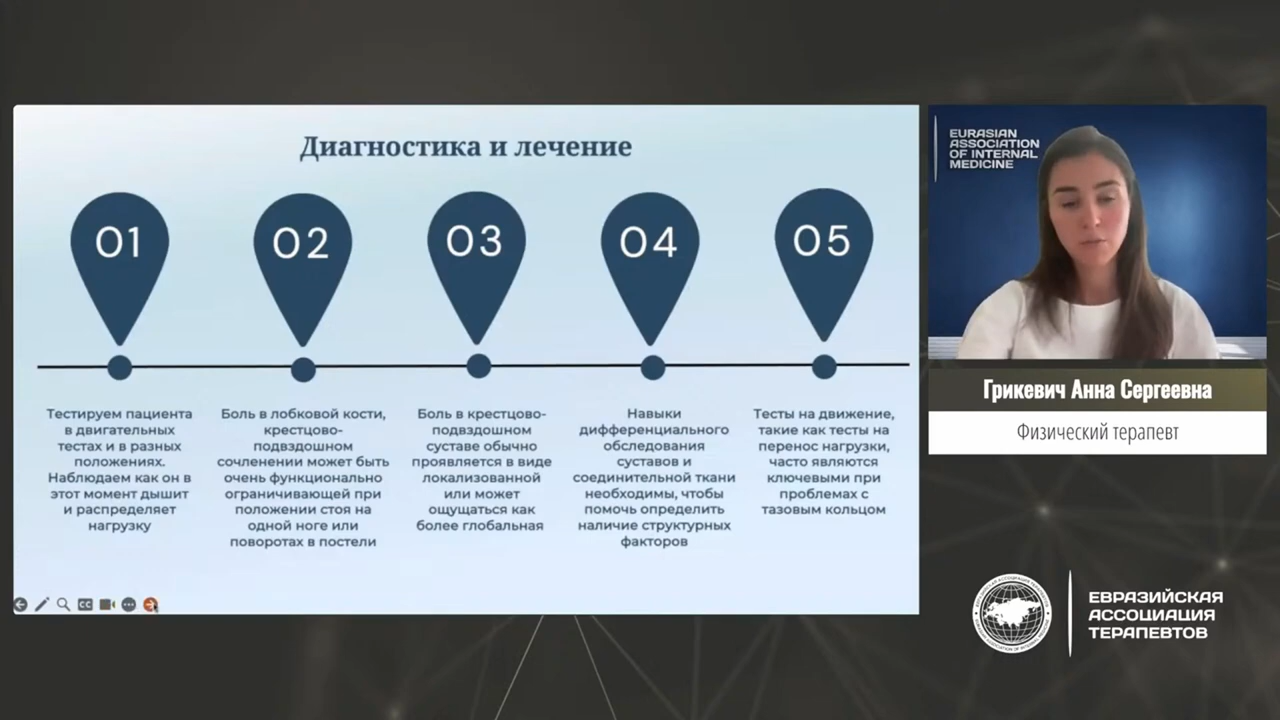 Диагностика и лечение
01
02
03
04
05
Тестируем пациента
в двигательных
тестах и в разных
положениях.
Наблюдаем как он в
этот момент дышит
и распределяет
нагрузку
Боль в лобковой кости,
крестцово-
подвздошном
сочленении может быть
очень функционально
ограничивающей при
положении стоя на
одной ноге или
поворотах в постели
Боль в крестцово-
подвздошном
суставе обычно
проявляется в виде
локализованной
или может
ощущаться как
более глобальная
Навыки
дифференциального
обследования
суставов и
соединительной ткани
необходимы, чтобы
помочь определить
наличие структурных
факторов
Тесты на движение,
такие как тесты на
перенос нагрузки,
часто являются
ключевыми при
проблемах с
тазовым кольцом
CC
EURASIAN
ASSOCIATION
OF INTERNAL
MEDICINE
Грикевич Анна Сергеевна
Физический терапевт
ЕВРАЗИЙСКАЯ
АССОЦИАЦИЯ
ТЕРАПЕВТОВ